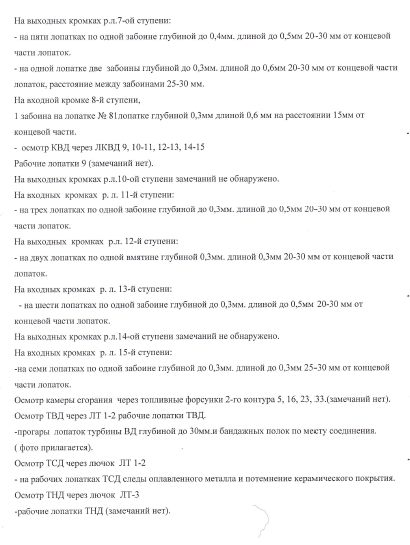 На выходных кромках р.л.7-ой ступени:
- на пяти лопатках по одной забоине глубиной до 0,4мм. длиной до 0,5мм 20-30 мм от концевой
части лопаток.
- на одной лопатке две забоины глубиной до 0,3мм. длиной до 0,6мм 20-30 мм от концевой части
лопаток, расстояние между забоинами 25-30 мм.
На входной кромке 8-й ступени,
1 забоина на лопатке № 81лопатке глубиной 0,3мм длиной 0,6 мм на расстоянии 15мм от
концевой части.
- осмотр КВД через ЛКВД 9, 10-11, 12-13, 14-15
Рабочие лопатки 9 (замечаний нет).
На выходных кромках р.л.10-ой ступени замечаний не обнаружено.
На входных кромках р. л. 11-й ступени:
- на трех лопатках по одной забоине глубиной до 0,3мм. длиной до 0,5мм 20-30 мм от концевой
части лопаток.
На выходных кромках р.л. 12-й ступени:
- на двух лопатках по одной вмятине глубиной 0,3мм. длиной 0,3мм 20-30 мм от концевой части
лопаток.
На входных кромках р. л. 13-й ступени:
- на шести лопатках по одной забоине глубиной до 0,3мм. длиной до 0,5мм 20-30 мм от
концевой части лопаток.
На выходных кромках р.л.14-ой ступени замечаний не обнаружено.
На входных кромках р. л. 15-й ступени:
-на семи лопатках по одной забоине глубиной до 0,3мм. длиной до 0,3мм 25-30 мм от концевой
части лопаток.
Осмотр камеры сгорания через топливные форсунки 2-го контура 5, 16, 23, 33.(замечаний нет).
Осмотр ТВД через ЛТ 1-2 рабочие лопатки ТВД.
-прогары лопаток турбины ВД глубиной до 30мм.и бандажных полок по месту соединения.
( фото прилагается).
Осмотр ТСД через лючок ЛТ 1-2
- на рабочих лопатках ТСД следы оплавленного металла и потемнение керамического покрытия.
Осмотр ТНД через лючок ЛТ-3
-рабочие лопатки ТНД (замечаний нет).